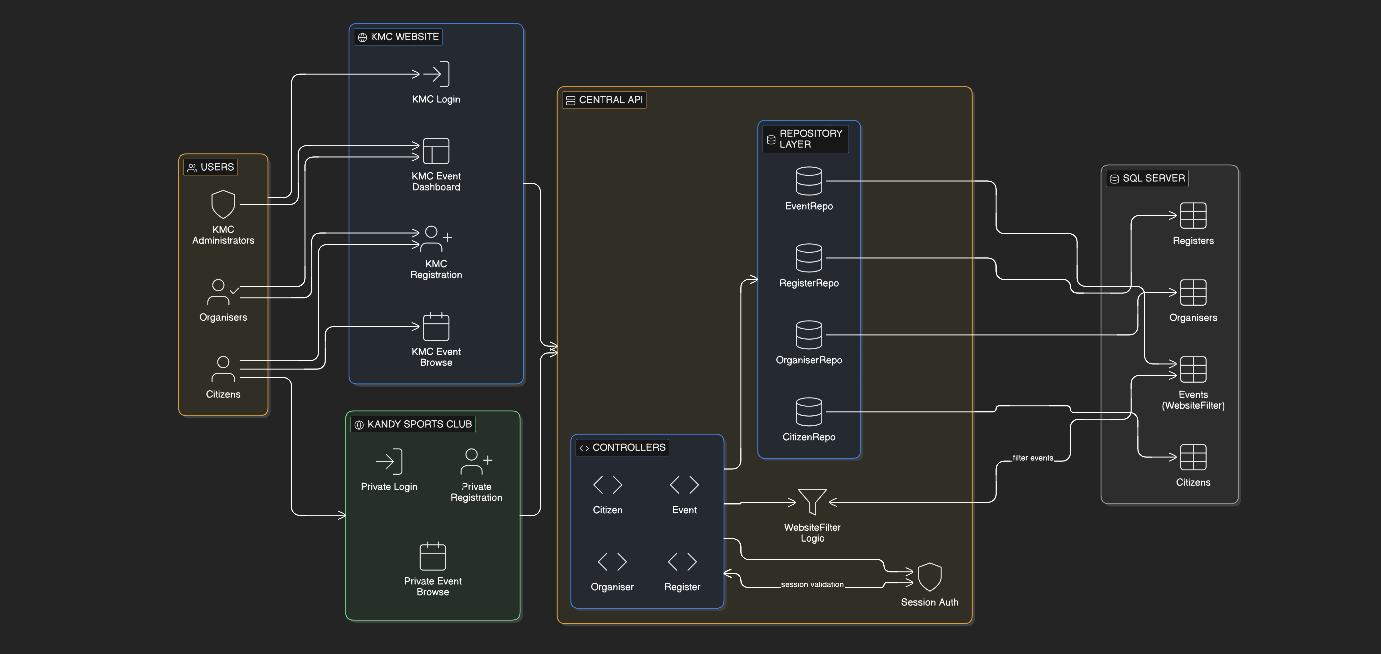 KMC WEBSITE
KMC Login
KMC Event
Dashboard
KMC
Registration
KMC Event
Browse
USERS
KMC
Administrators
Organisers
Citizens
KANDY SPORTS CLUB
Private Login
Private
Registration
Private Event
Browse
CENTRAL API
REPOSITORY
LAYER
EventRepo
RegisterRepo
OrganiserRepo
CitizenRepo
CONTROLLERS
Citizen
Event
Organiser
Register
WebsiteFilter
Logic
filter events
session validation
Session Auth
SQL SERVER
Registers
Organisers
Events
(WebsiteFilter)
Citizens